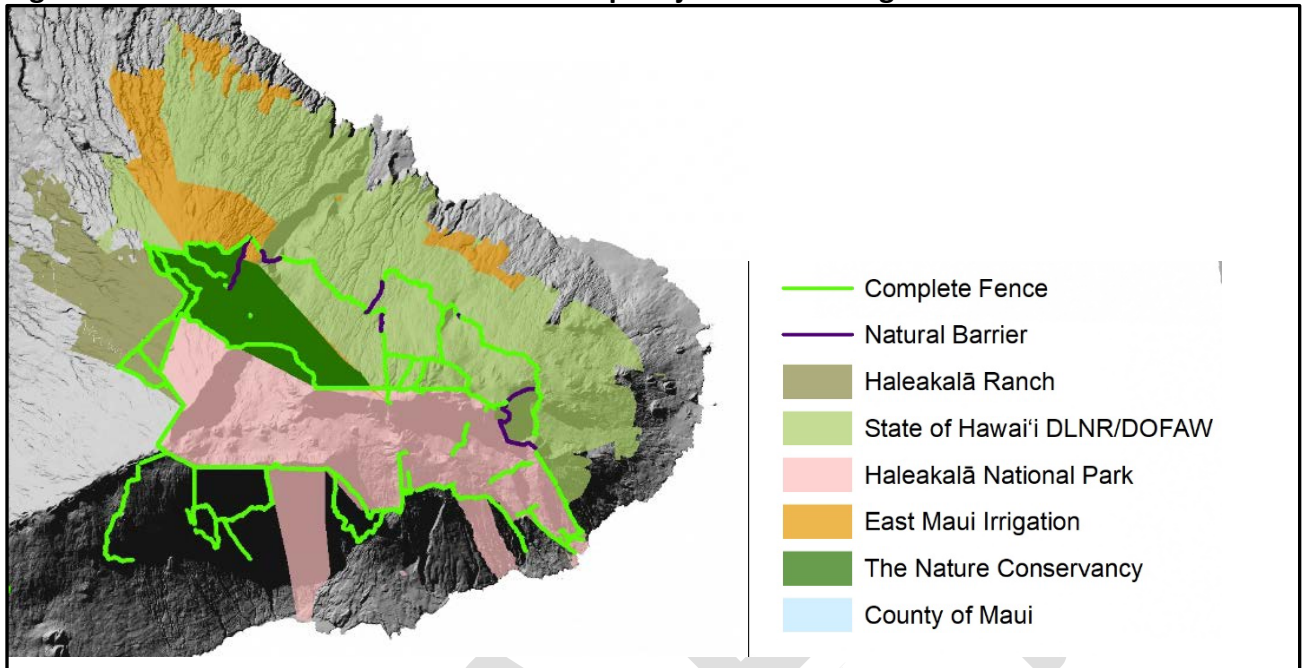 Complete Fence
Natural Barrier
Haleakalā Ranch
State of Hawaiʻi DLNR/DOFAW
Haleakalā National Park
East Maui Irrigation
The Nature Conservancy
County of Maui